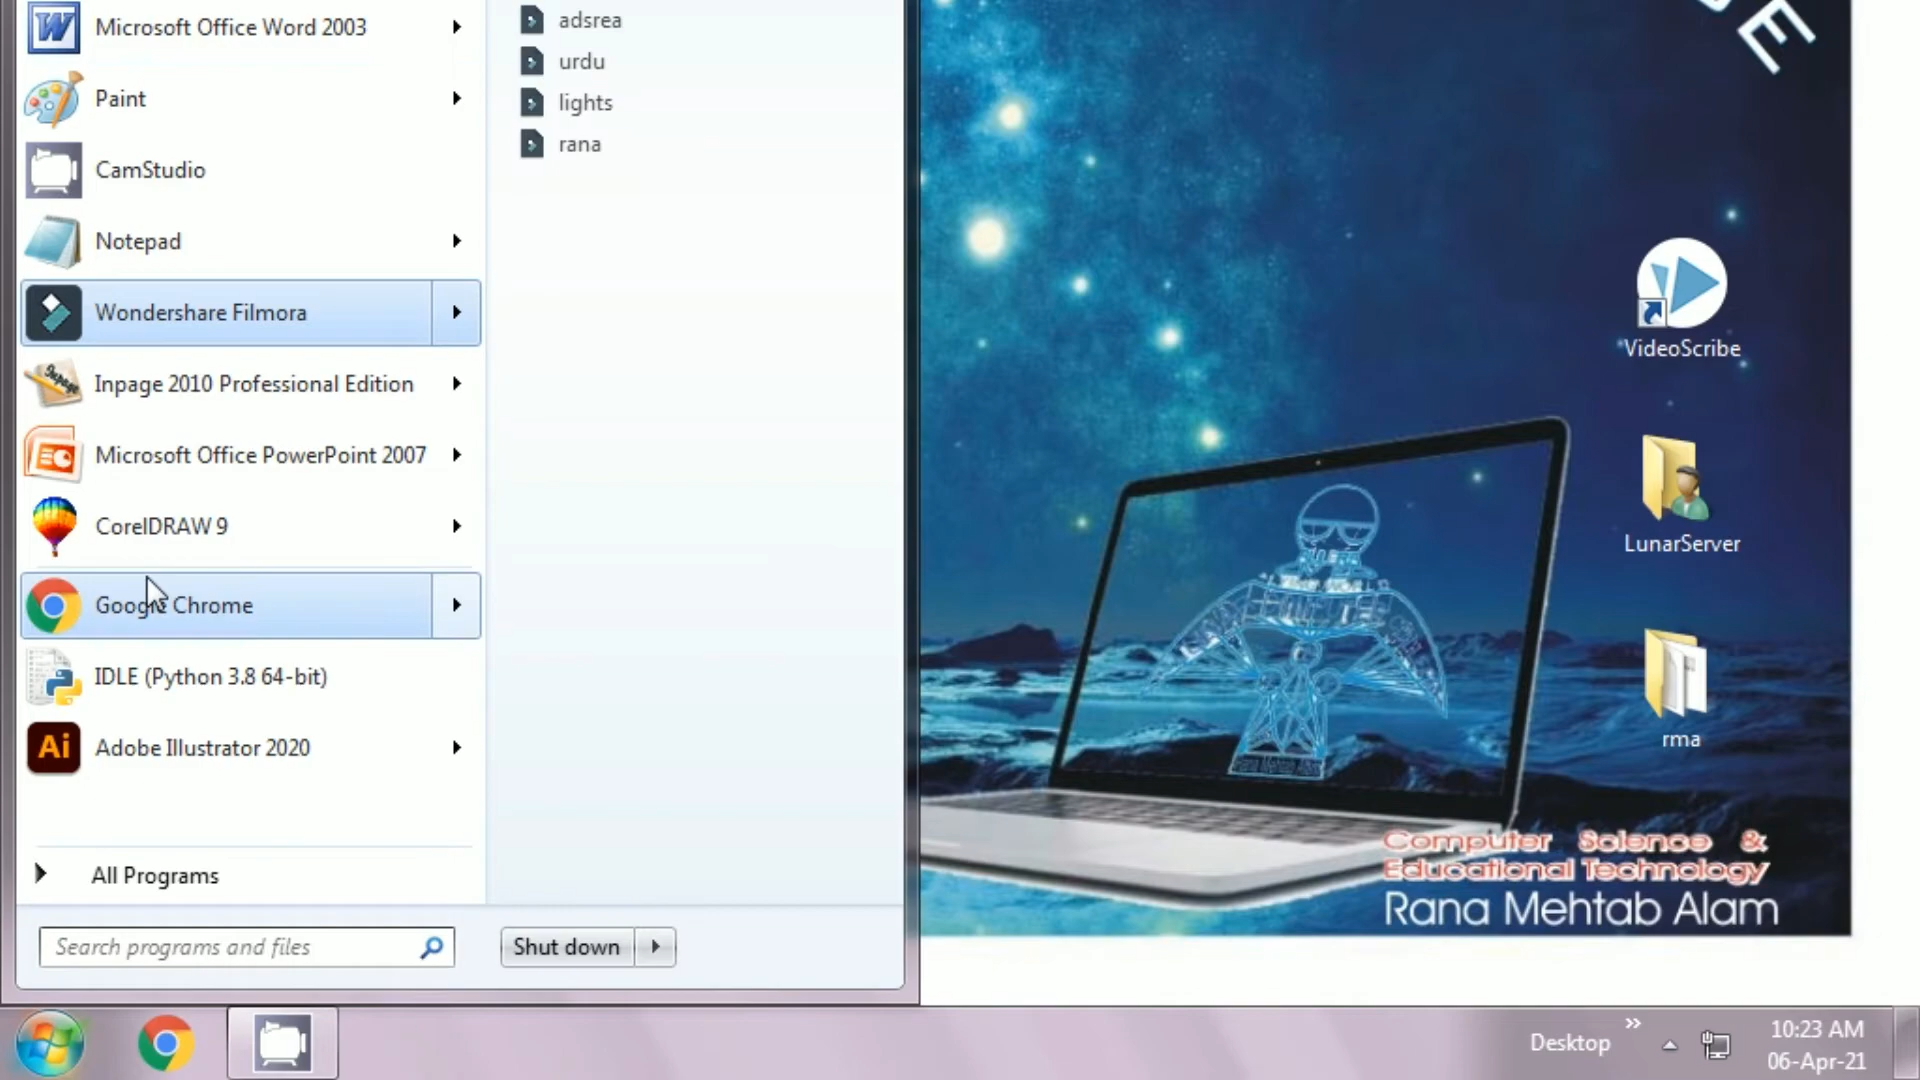 Microsoft Office Word 2003
Paint
CamStudio
Notepad
Wondershare Filmora
Inpage 2010 Professional Edition
Microsoft Office PowerPoint 2007
CorelDRAW 9
Google Chrome
IDLE (Python 3.8 64-bit)
Ai
Adobe Illustrator 2020
All Programs
Search programs and files
Shut down
adsrea
urdu
lights
rana
E
VideoScribe
LunarServer
rma
Computer Science &
Educational Technology
Rana Mehtab Alam
Desktop
10:23 AM
06-Apr-21